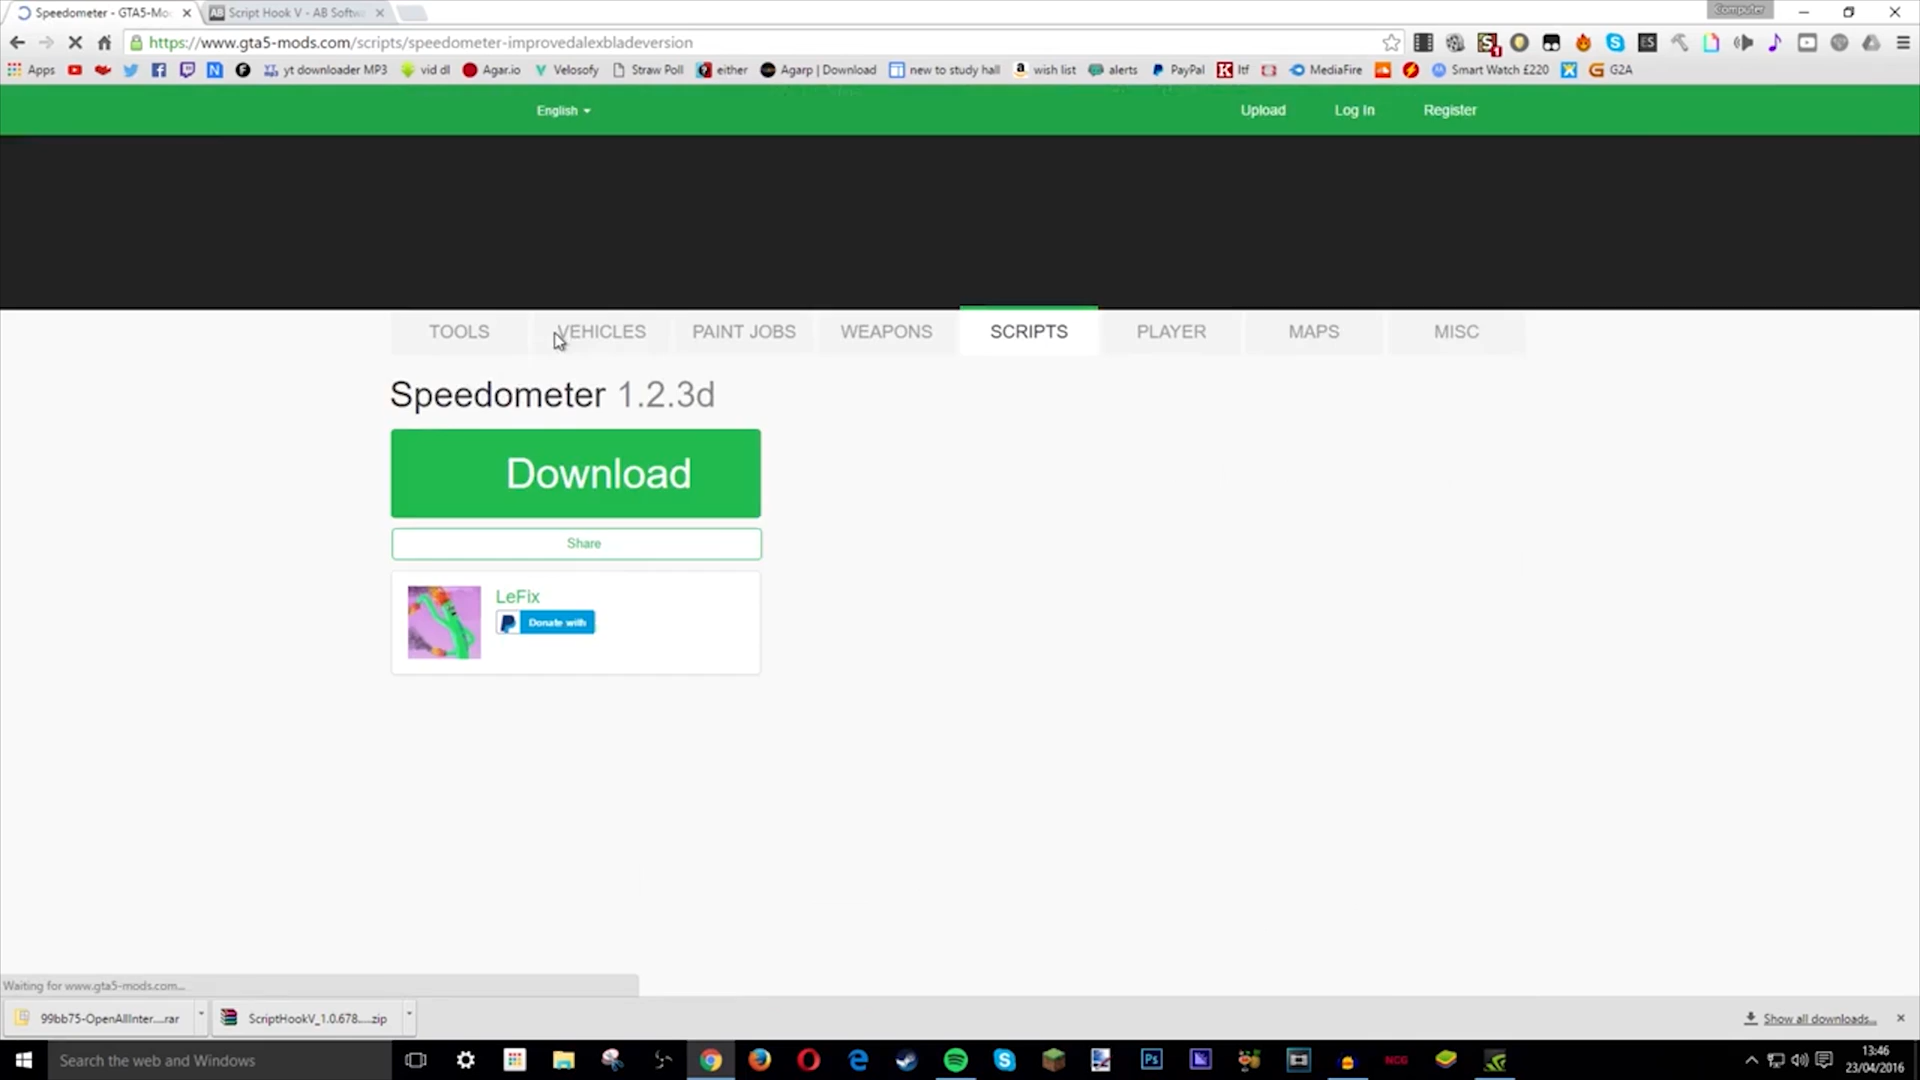 Speedometer - GTA5-Mo
Script Hook V - AB Softw
Computer
https://www.gta5-mods.com/scripts/speedometer-improvedalexbladeversion
Apps
yt downloader MP3
vid dl
Agar.io
Velosofy
Straw Poll
either
Agarp | Download
new to study hall
wish list
alerts
PayPal
ltf
MediaFire
Smart Watch £220
G2A
English
Upload
Log In
Register
TOOLS
VEHICLES
PAINT JOBS
WEAPONS
SCRIPTS
PLAYER
MAPS
MISC
Speedometer 1.2.3d
Download
Share
LeFix
Donate with
Waiting for www.gta5-mods.com...
99bb75-OpenAllInter....rar
ScriptHookV_1.0.678.....zip
Show all downloads...
Search the web and Windows
Ps
NCG
13:46
23/04/2016